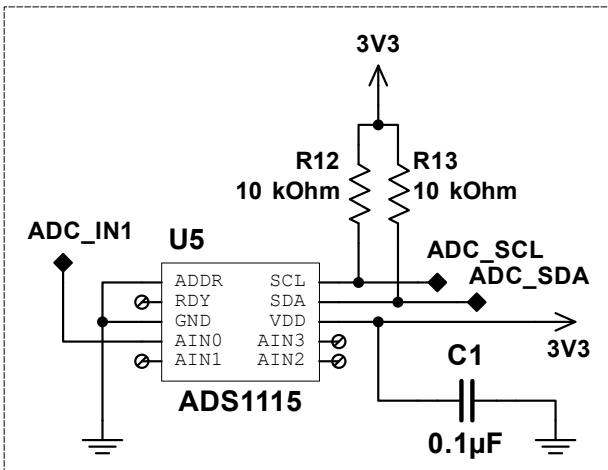 3V3
R12 R13
10 kOhm 10 kOhm
ADC_IN1
U5
ADC_SCL
ADC_SDA
ADDR SCL
RDY SDA
GND VDD
AIN0 AIN3
AIN1 AIN2
3V3
ADS1115
C1
0.1µF